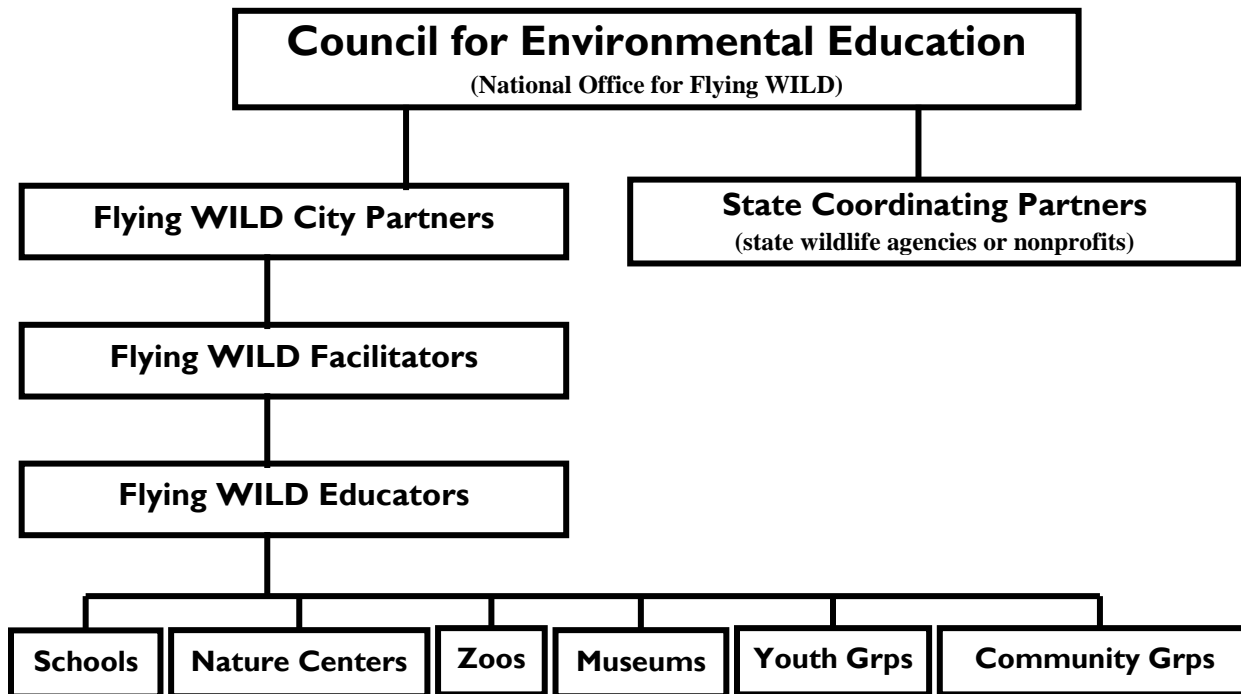 Council for Environmental Education
(National Office for Flying WILD)
Flying WILD City Partners
State Coordinating Partners
(state wildlife agencies or nonprofits)
Flying WILD Facilitators
Flying WILD Educators
Schools
Nature Centers
Zoos
Museums
Youth Grps
Community Grps